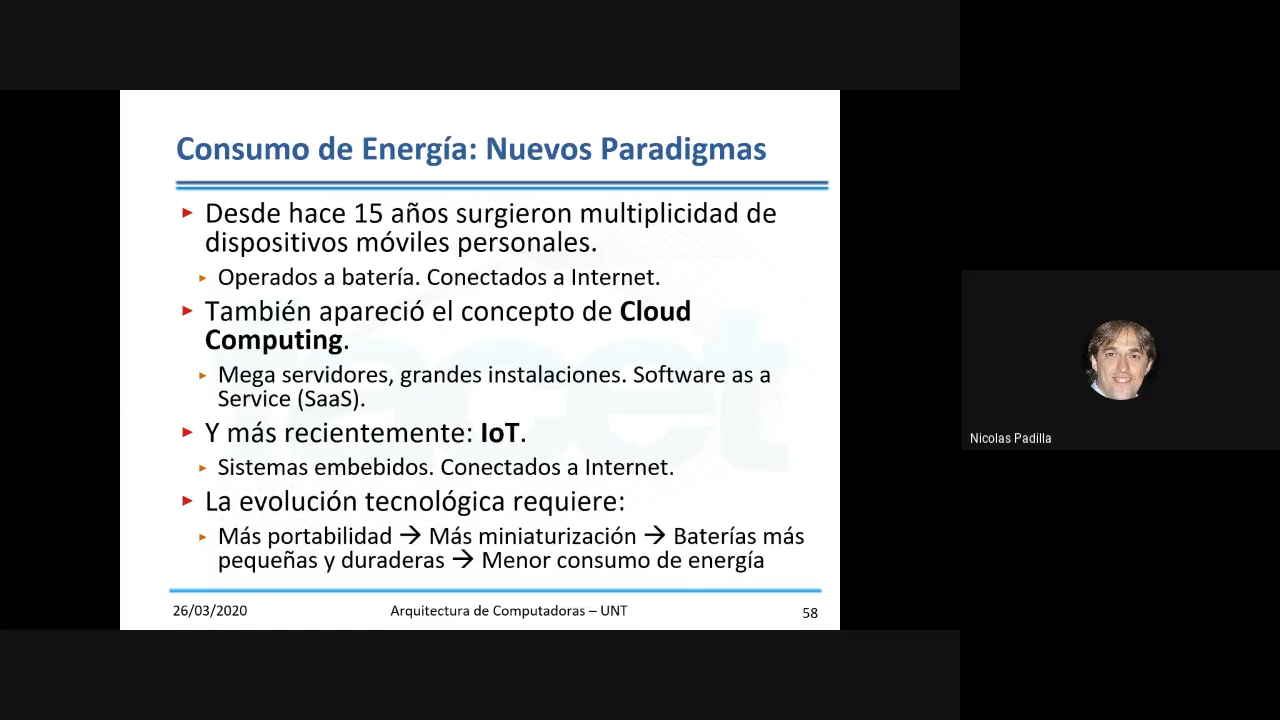 Consumo de Energía: Nuevos Paradigmas
Desde hace 15 años surgieron multiplicidad de
dispositivos móviles personales.
Operados a batería. Conectados a Internet.
También apareció el concepto de Cloud
Computing.
Mega servidores, grandes instalaciones. Software as a
Service (SaaS).
Y más recientemente: IoT.
Sistemas embebidos. Conectados a Internet.
La evolución tecnológica requiere:
Más portabilidad → Más miniaturización → Baterías más
pequeñas y duraderas → Menor consumo de energía
26/03/2020 Arquitectura de Computadoras – UNT 58
Nicolas Padilla